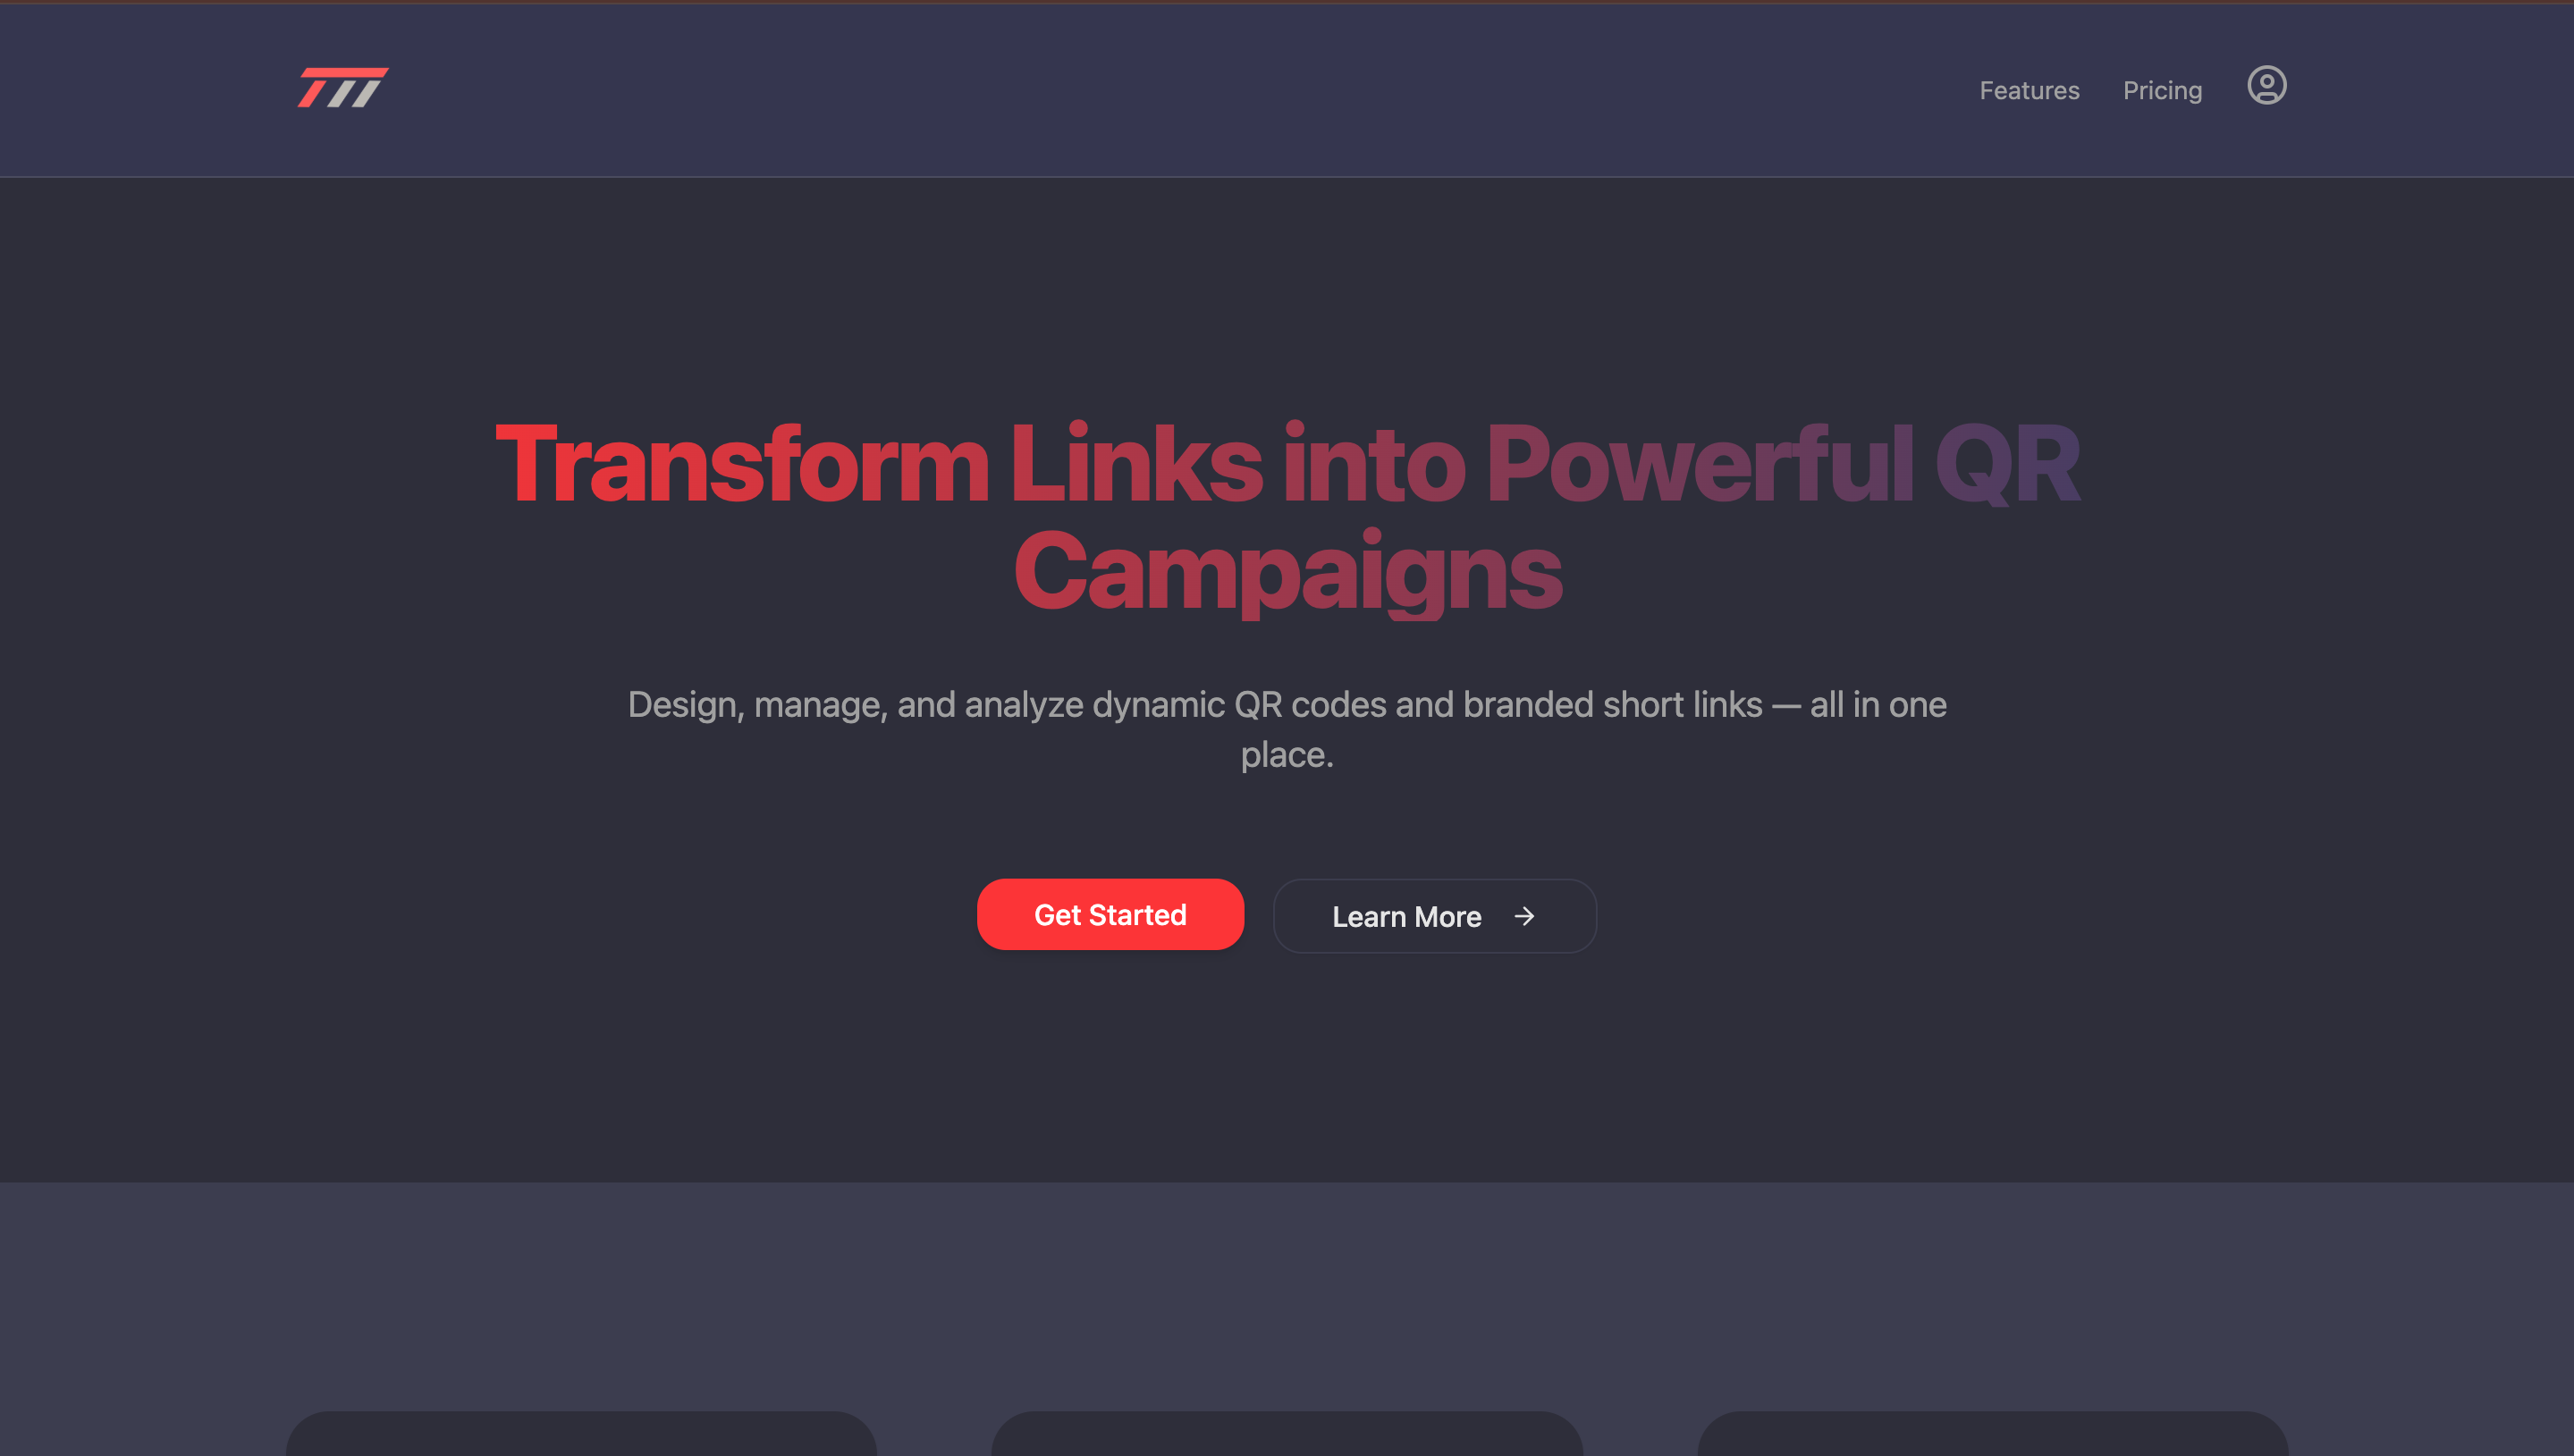 Features
Pricing
Transform Links into Powerful QR
Campaigns
Design, manage, and analyze dynamic QR codes and branded short links — all in one
place.
Get Started
Learn More →